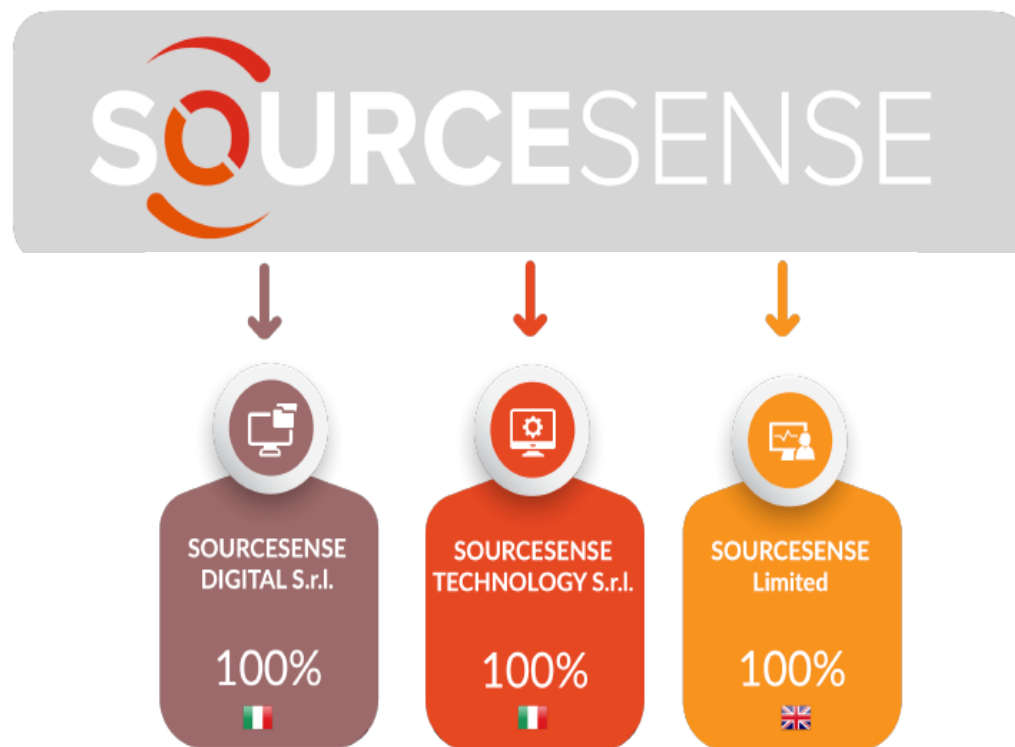 SOURCESENSE
SOURCESENSE
DIGITAL S.r.l.
100%
SOURCESENSE
TECHNOLOGY S.r.l.
100%
SOURCESENSE
Limited
100%